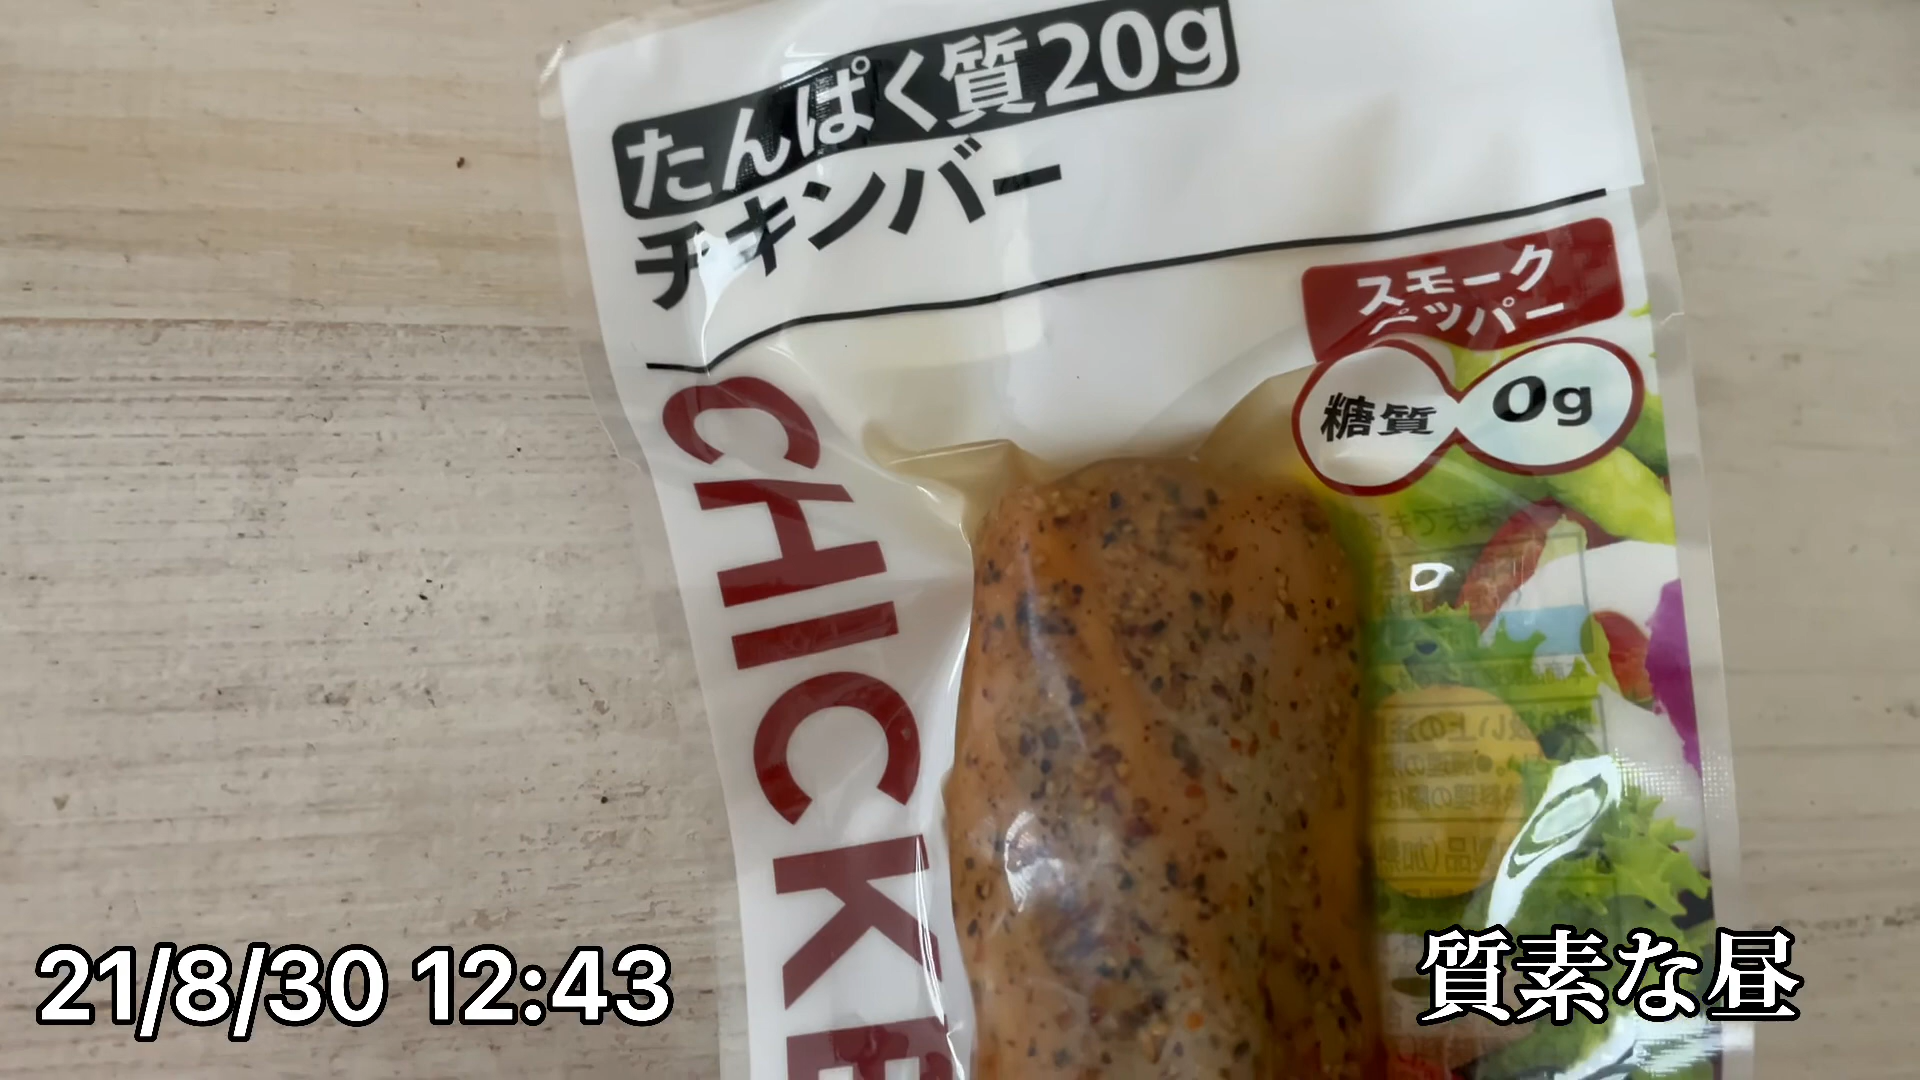 たんぱく質20g
チキンバー
スモーク
ペッパー
糖質 0g
CHICKE
21/8/30 12:43
質素な昼